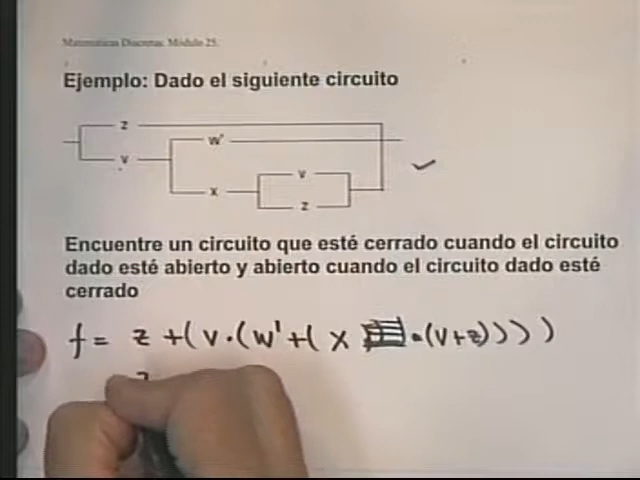 Matemáticas Discretas. Módulo 25.
Ejemplo: Dado el siguiente circuito
z
w'
v
v
x
z
Encuentre un circuito que esté cerrado cuando el circuito
dado esté abierto y abierto cuando el circuito dado esté
cerrado
f = z + (v · (w' + (x · (v+z))))